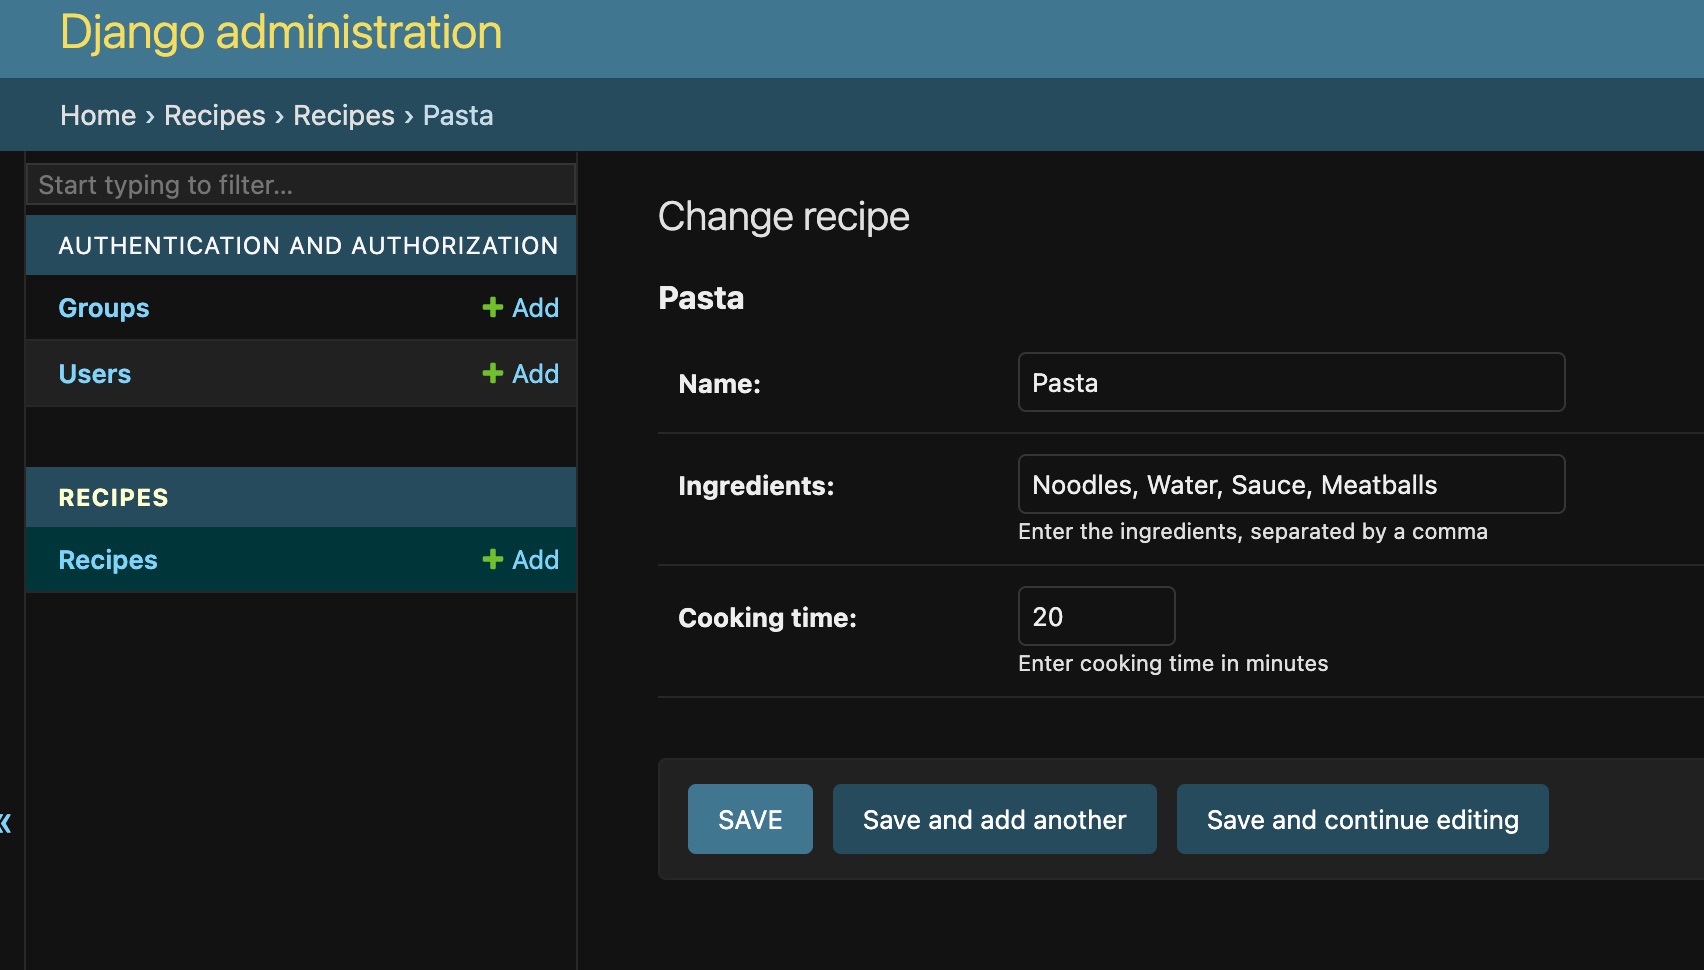 Django administration
Home › Recipes › Recipes › Pasta
Start typing to filter...
AUTHENTICATION AND AUTHORIZATION
Groups + Add
Users + Add
RECIPES
Recipes + Add
«
Change recipe
Pasta
Name: Pasta
Ingredients: Noodles, Water, Sauce, Meatballs
Enter the ingredients, separated by a comma
Cooking time: 20
Enter cooking time in minutes
SAVE Save and add another Save and continue editing